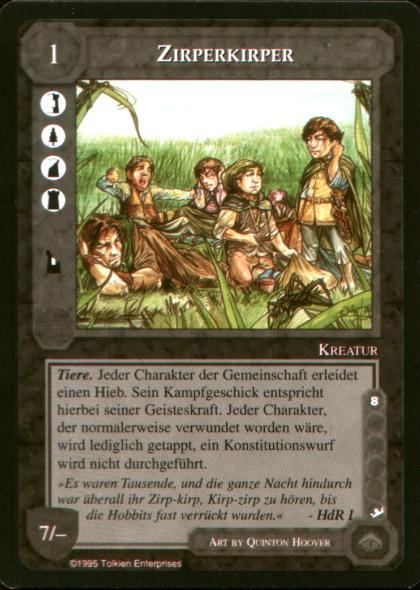 1
ZIRPERKIRPER
KREATUR
Tiere. Jeder Charakter der Gemeinschaft erleidet
einen Hieb. Sein Kampfgeschick entspricht
hierbei seiner Geisteskraft. Jeder Charakter,
der normalerweise verwundet worden wäre,
wird lediglich getappt, ein Konstitutionswurf
wird nicht durchgeführt.
8
»Es waren Tausende, und die ganze Nacht hindurch
war überall ihr Zirp-kirp, Kirp-zirp zu hören, bis
die Hobbits fast verrückt wurden.« - HdR I
7/–
ART BY QUINTON HOOVER
©1995 Tolkien Enterprises